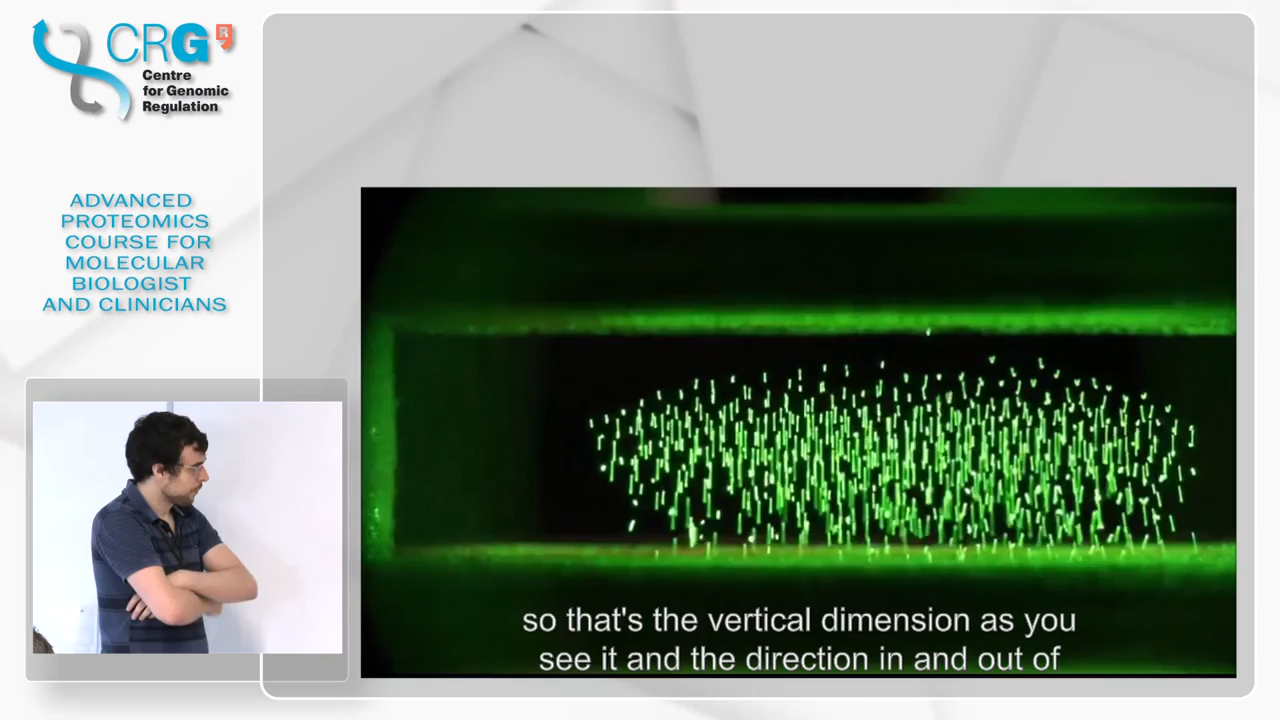 CRG
R
Centre
for Genomic
Regulation
ADVANCED
PROTEOMICS
COURSE FOR
MOLECULAR
BIOLOGIST
AND CLINICIANS
so that's the vertical dimension as you
see it and the direction in and out of